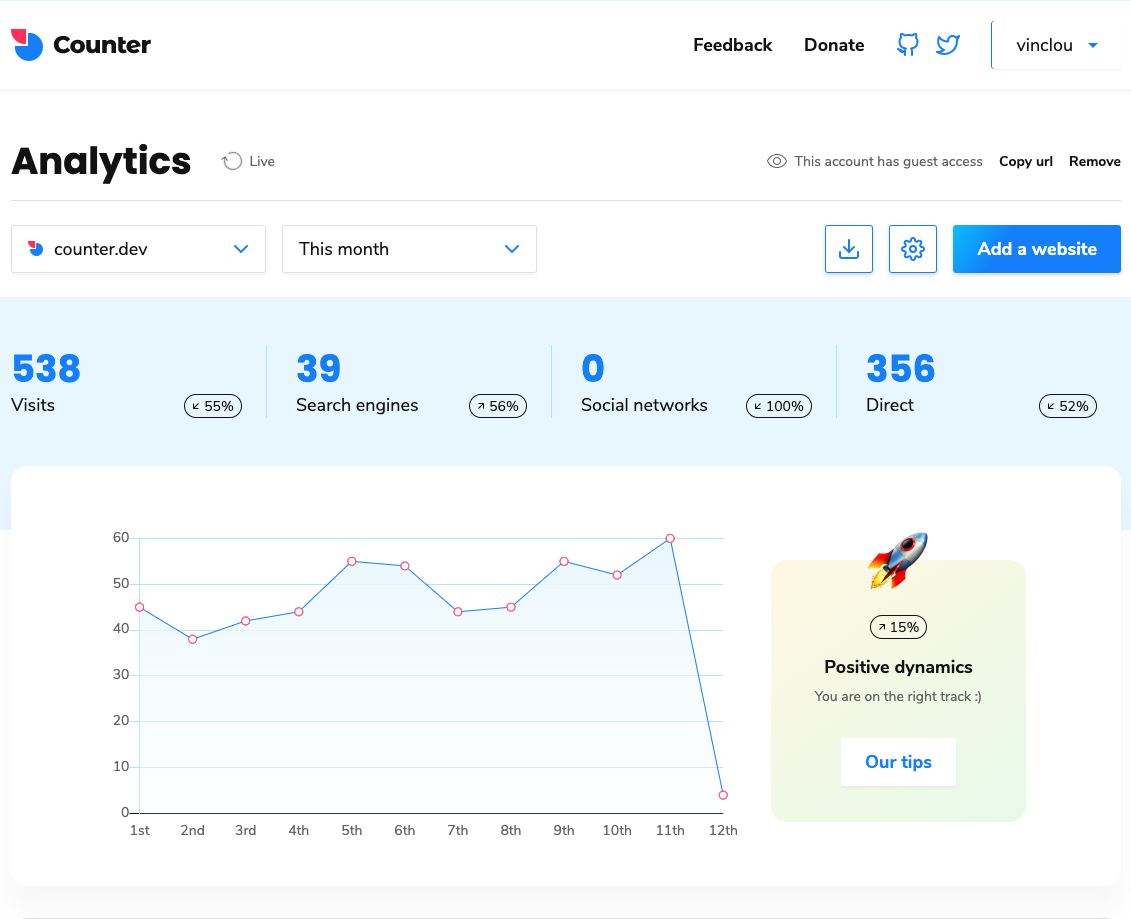 Counter
Feedback Donate vinclou
Analytics Live This account has guest access Copy url Remove
counter.dev This month Add a website
538 39 0 356
Visits 55% Search engines 56% Social networks 100% Direct 52%
60
50
40
30
20
10
0
1st 2nd 3rd 4th 5th 6th 7th 8th 9th 10th 11th 12th
15%
Positive dynamics
You are on the right track :)
Our tips